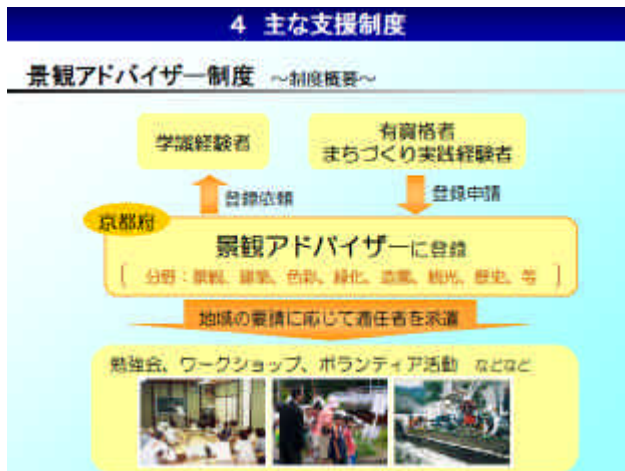 4 主な支援制度
景観アドバイザー制度 ～制度概要～
学識経験者
有資格者
まちづくり実践経験者
登録依頼
登録申請
京都府
景観アドバイザーに登録
[ 分野：景観、建築、色彩、緑化、造園、観光、歴史、等 ]
地域の要請に応じて適任者を派遣
勉強会、ワークショップ、ボランティア活動 などなど